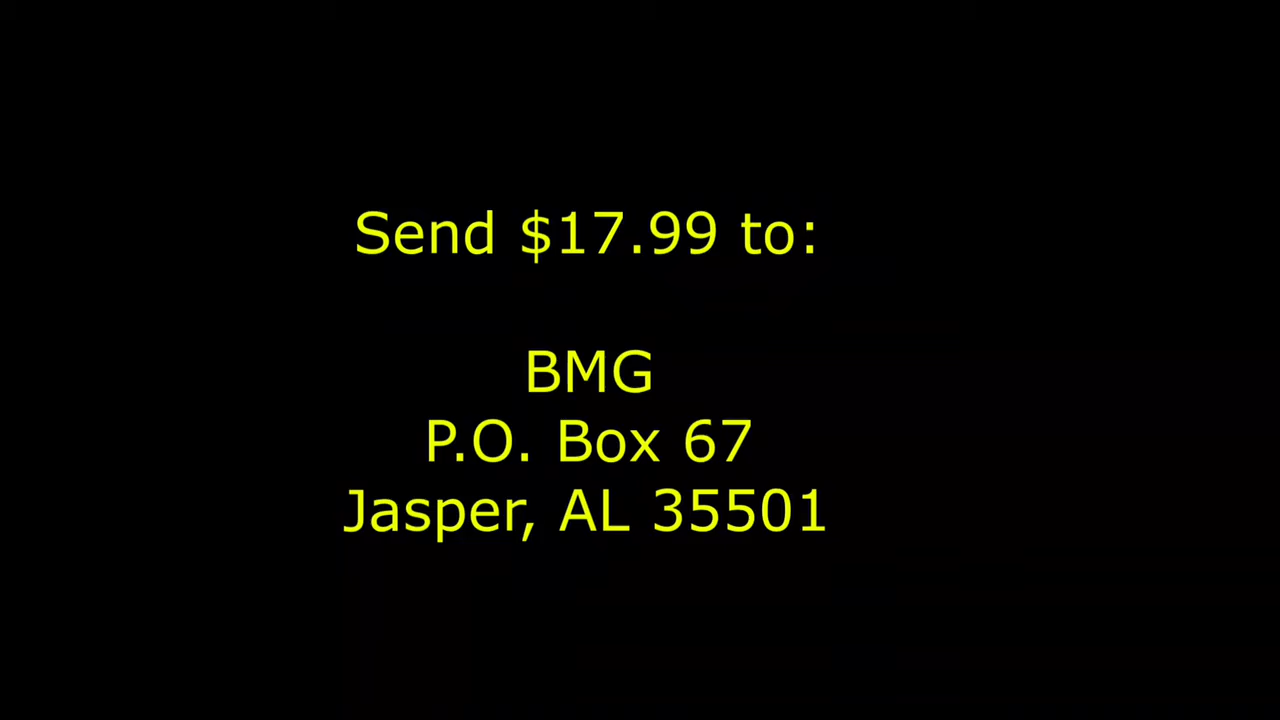 Send $17.99 to:
BMG
P.O. Box 67
Jasper, AL 35501